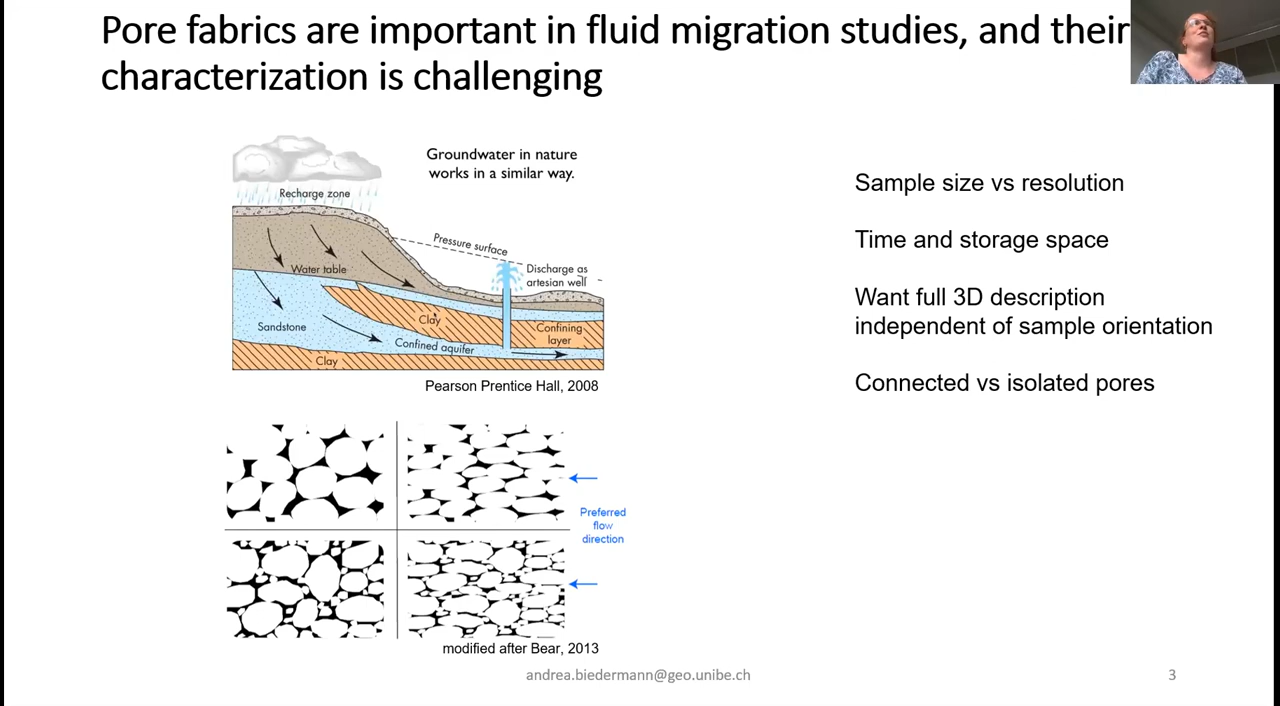 Pore fabrics are important in fluid migration studies, and their
characterization is challenging
Groundwater in nature
works in a similar way.
Recharge zone
Pressure surface
Water table
Discharge as
artesian well
Sandstone
Clay
Confining
layer
Confined aquifer
Clay
Pearson Prentice Hall, 2008
Preferred
flow
direction
modified after Bear, 2013
Sample size vs resolution
Time and storage space
Want full 3D description
independent of sample orientation
Connected vs isolated pores
andrea.biedermann@geo.unibe.ch
3